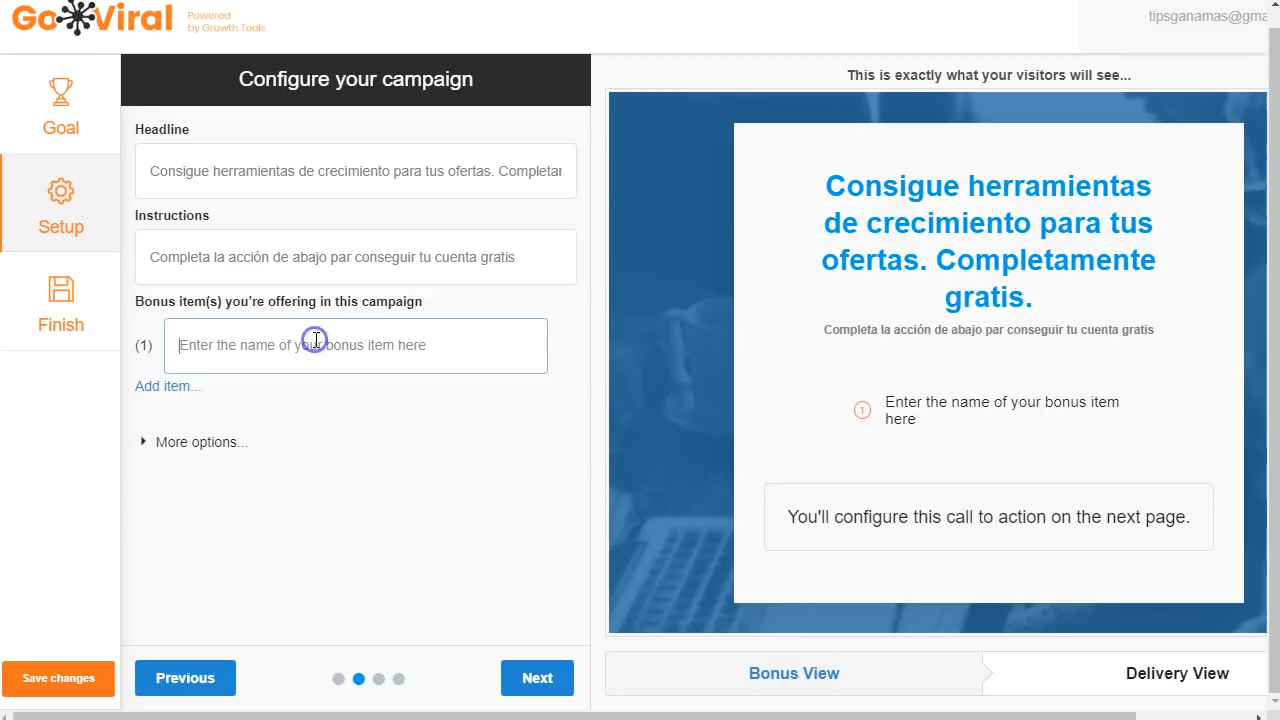 Go Viral
Powered
by Growth Tools
tipsganamas@gma
Goal
Setup
Finish
Save changes
Configure your campaign
Headline
Consigue herramientas de crecimiento para tus ofertas. Completar
Instructions
Completa la acción de abajo par conseguir tu cuenta gratis
Bonus item(s) you're offering in this campaign
(1) Enter the name of your bonus item here
Add item...
More options...
Previous
Next
This is exactly what your visitors will see...
Consigue herramientas
de crecimiento para tus
ofertas. Completamente
gratis.
Completa la acción de abajo par conseguir tu cuenta gratis
1 Enter the name of your bonus item
here
You'll configure this call to action on the next page.
Bonus View
Delivery View